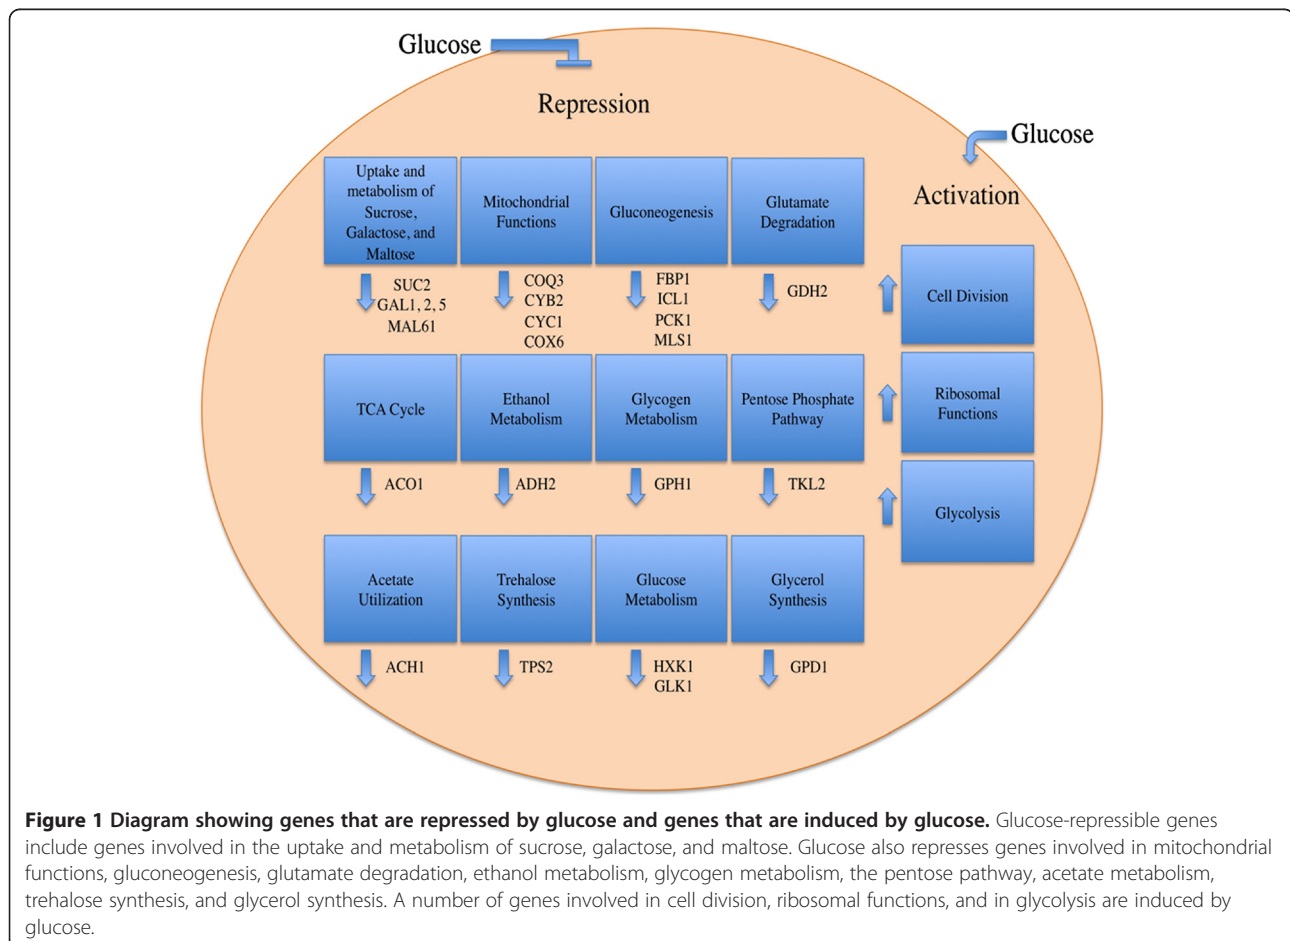 Glucose
Repression
Glucose
Activation
Uptake and
metabolism of
Sucrose,
Galactose, and
Maltose
Mitochondrial
Functions
Gluconeogenesis
Glutamate
Degradation
SUC2
GAL1, 2, 5
MAL61
COQ3
CYB2
CYC1
COX6
FBP1
ICL1
PCK1
MLS1
GDH2
Cell Division
TCA Cycle
Ethanol
Metabolism
Glycogen
Metabolism
Pentose Phosphate
Pathway
Ribosomal
Functions
ACO1
ADH2
GPH1
TKL2
Glycolysis
Acetate
Utilization
Trehalose
Synthesis
Glucose
Metabolism
Glycerol
Synthesis
ACH1
TPS2
HXK1
GLK1
GPD1
Figure 1 Diagram showing genes that are repressed by glucose and genes that are induced by glucose. Glucose-repressible genes
include genes involved in the uptake and metabolism of sucrose, galactose, and maltose. Glucose also represses genes involved in mitochondrial
functions, gluconeogenesis, glutamate degradation, ethanol metabolism, glycogen metabolism, the pentose pathway, acetate metabolism,
trehalose synthesis, and glycerol synthesis. A number of genes involved in cell division, ribosomal functions, and in glycolysis are induced by
glucose.